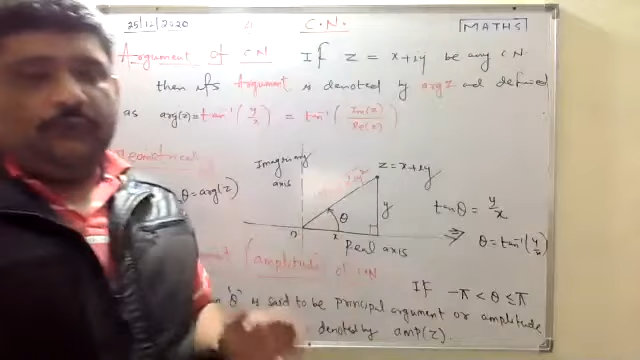 25/12/2020 C.N. MATHS
Argument of CN If z = x+iy be any CN
then its Argument is denoted by arg z and defined
as arg(z) = tan⁻¹(y/x) = tan⁻¹(Im(z)/Re(z))
Imaginary
axis
z = x+iy
θ = arg(z)
θ
y
tanθ = y/x
o
x
Real axis
⇒ θ = tan⁻¹(y/x)
(amplitude) of CN
If -π < θ ≤ π
"θ" is said to be principal argument or amplitude
denoted by amp(z).